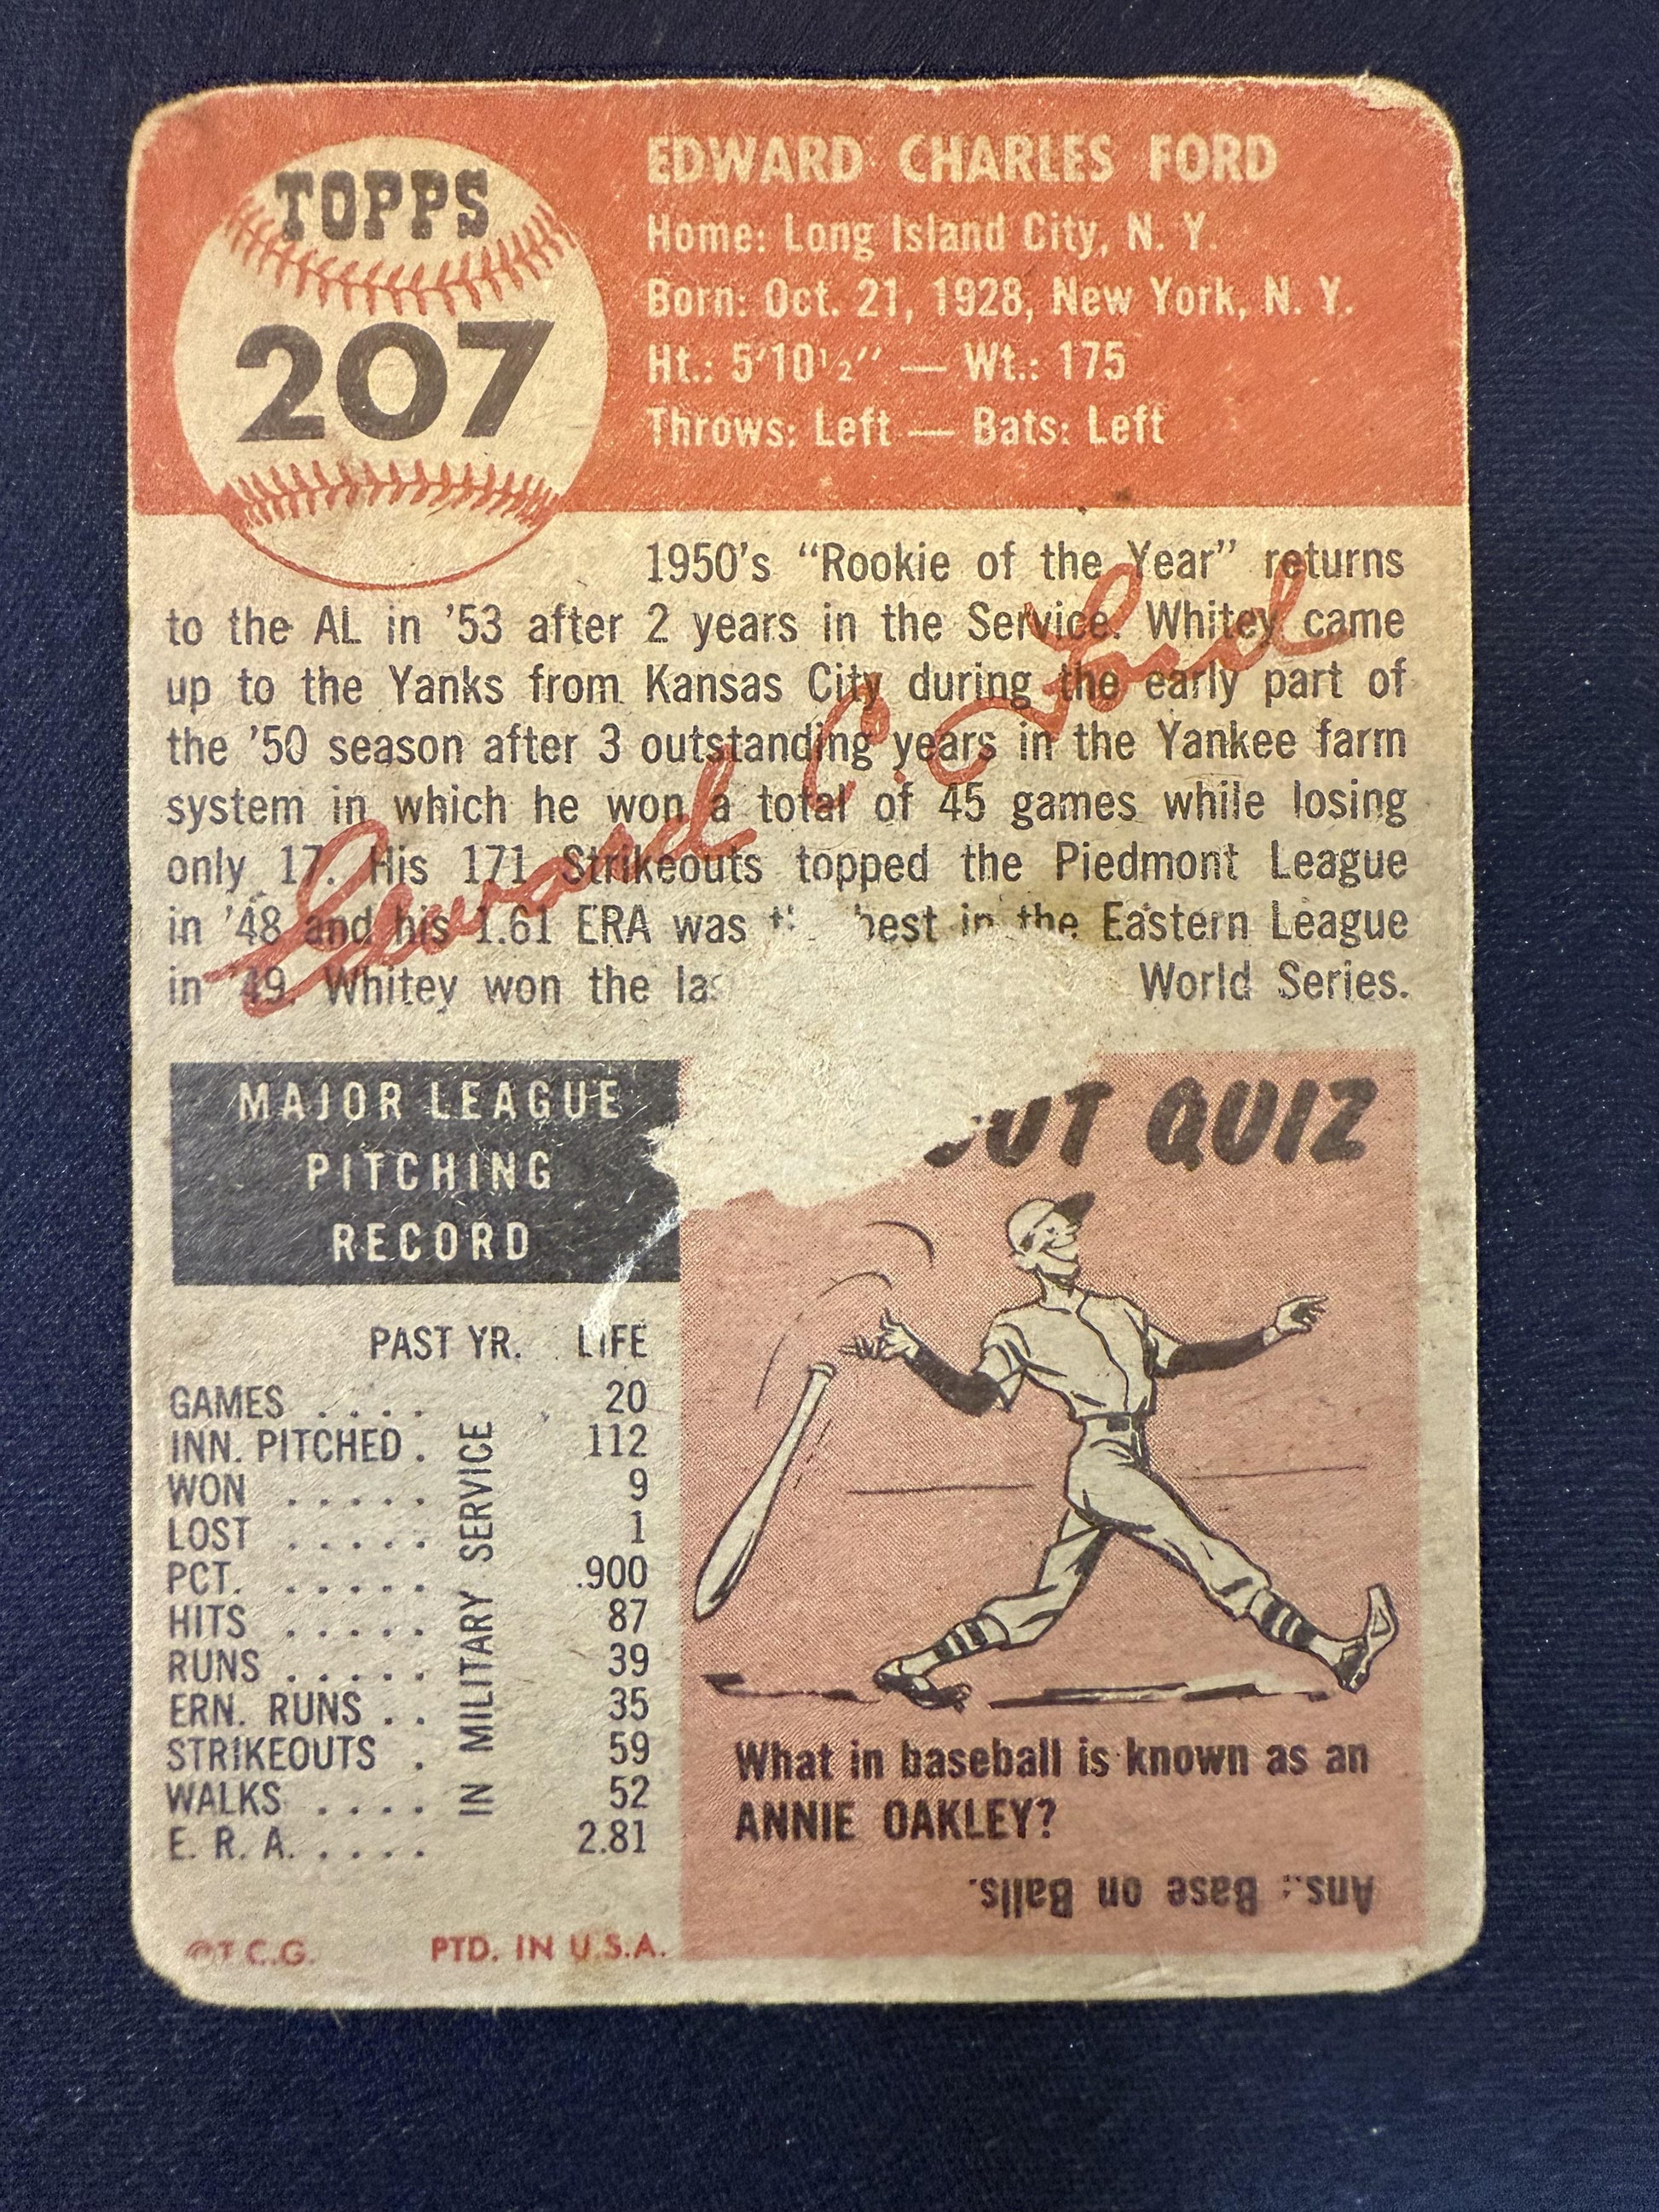 TOPPS
207
EDWARD CHARLES FORD
Home: Long Island City, N. Y.
Born: Oct. 21, 1928, New York, N. Y.
Ht.: 5'10½" — Wt.: 175
Throws: Left — Bats: Left
1950's "Rookie of the Year" returns
to the AL in '53 after 2 years in the Service. Whitey came
up to the Yanks from Kansas City during the early part of
the '50 season after 3 outstanding years in the Yankee farm
system in which he won a total of 45 games while losing
only 17. His 171 Strikeouts topped the Piedmont League
in '48 and his 1.61 ERA was in the Eastern League
in '49. Whitey won the World Series.
Edward C. Ford
MAJOR LEAGUE
PITCHING
RECORD
PAST YR. LIFE
GAMES . . . . 20
INN. PITCHED . 112
WON . . . . . 9
LOST . . . . . 1
PCT. . . . . . .900
HITS . . . . . 87
RUNS . . . . . 39
ERN. RUNS . . 35
STRIKEOUTS . 59
WALKS . . . . 52
E. R. A. . . . . 2.81
IN MILITARY SERVICE
©T.C.G. PTD. IN U.S.A.
QUIZ
What in baseball is known as an
ANNIE OAKLEY?
Ans.: Base on Balls.